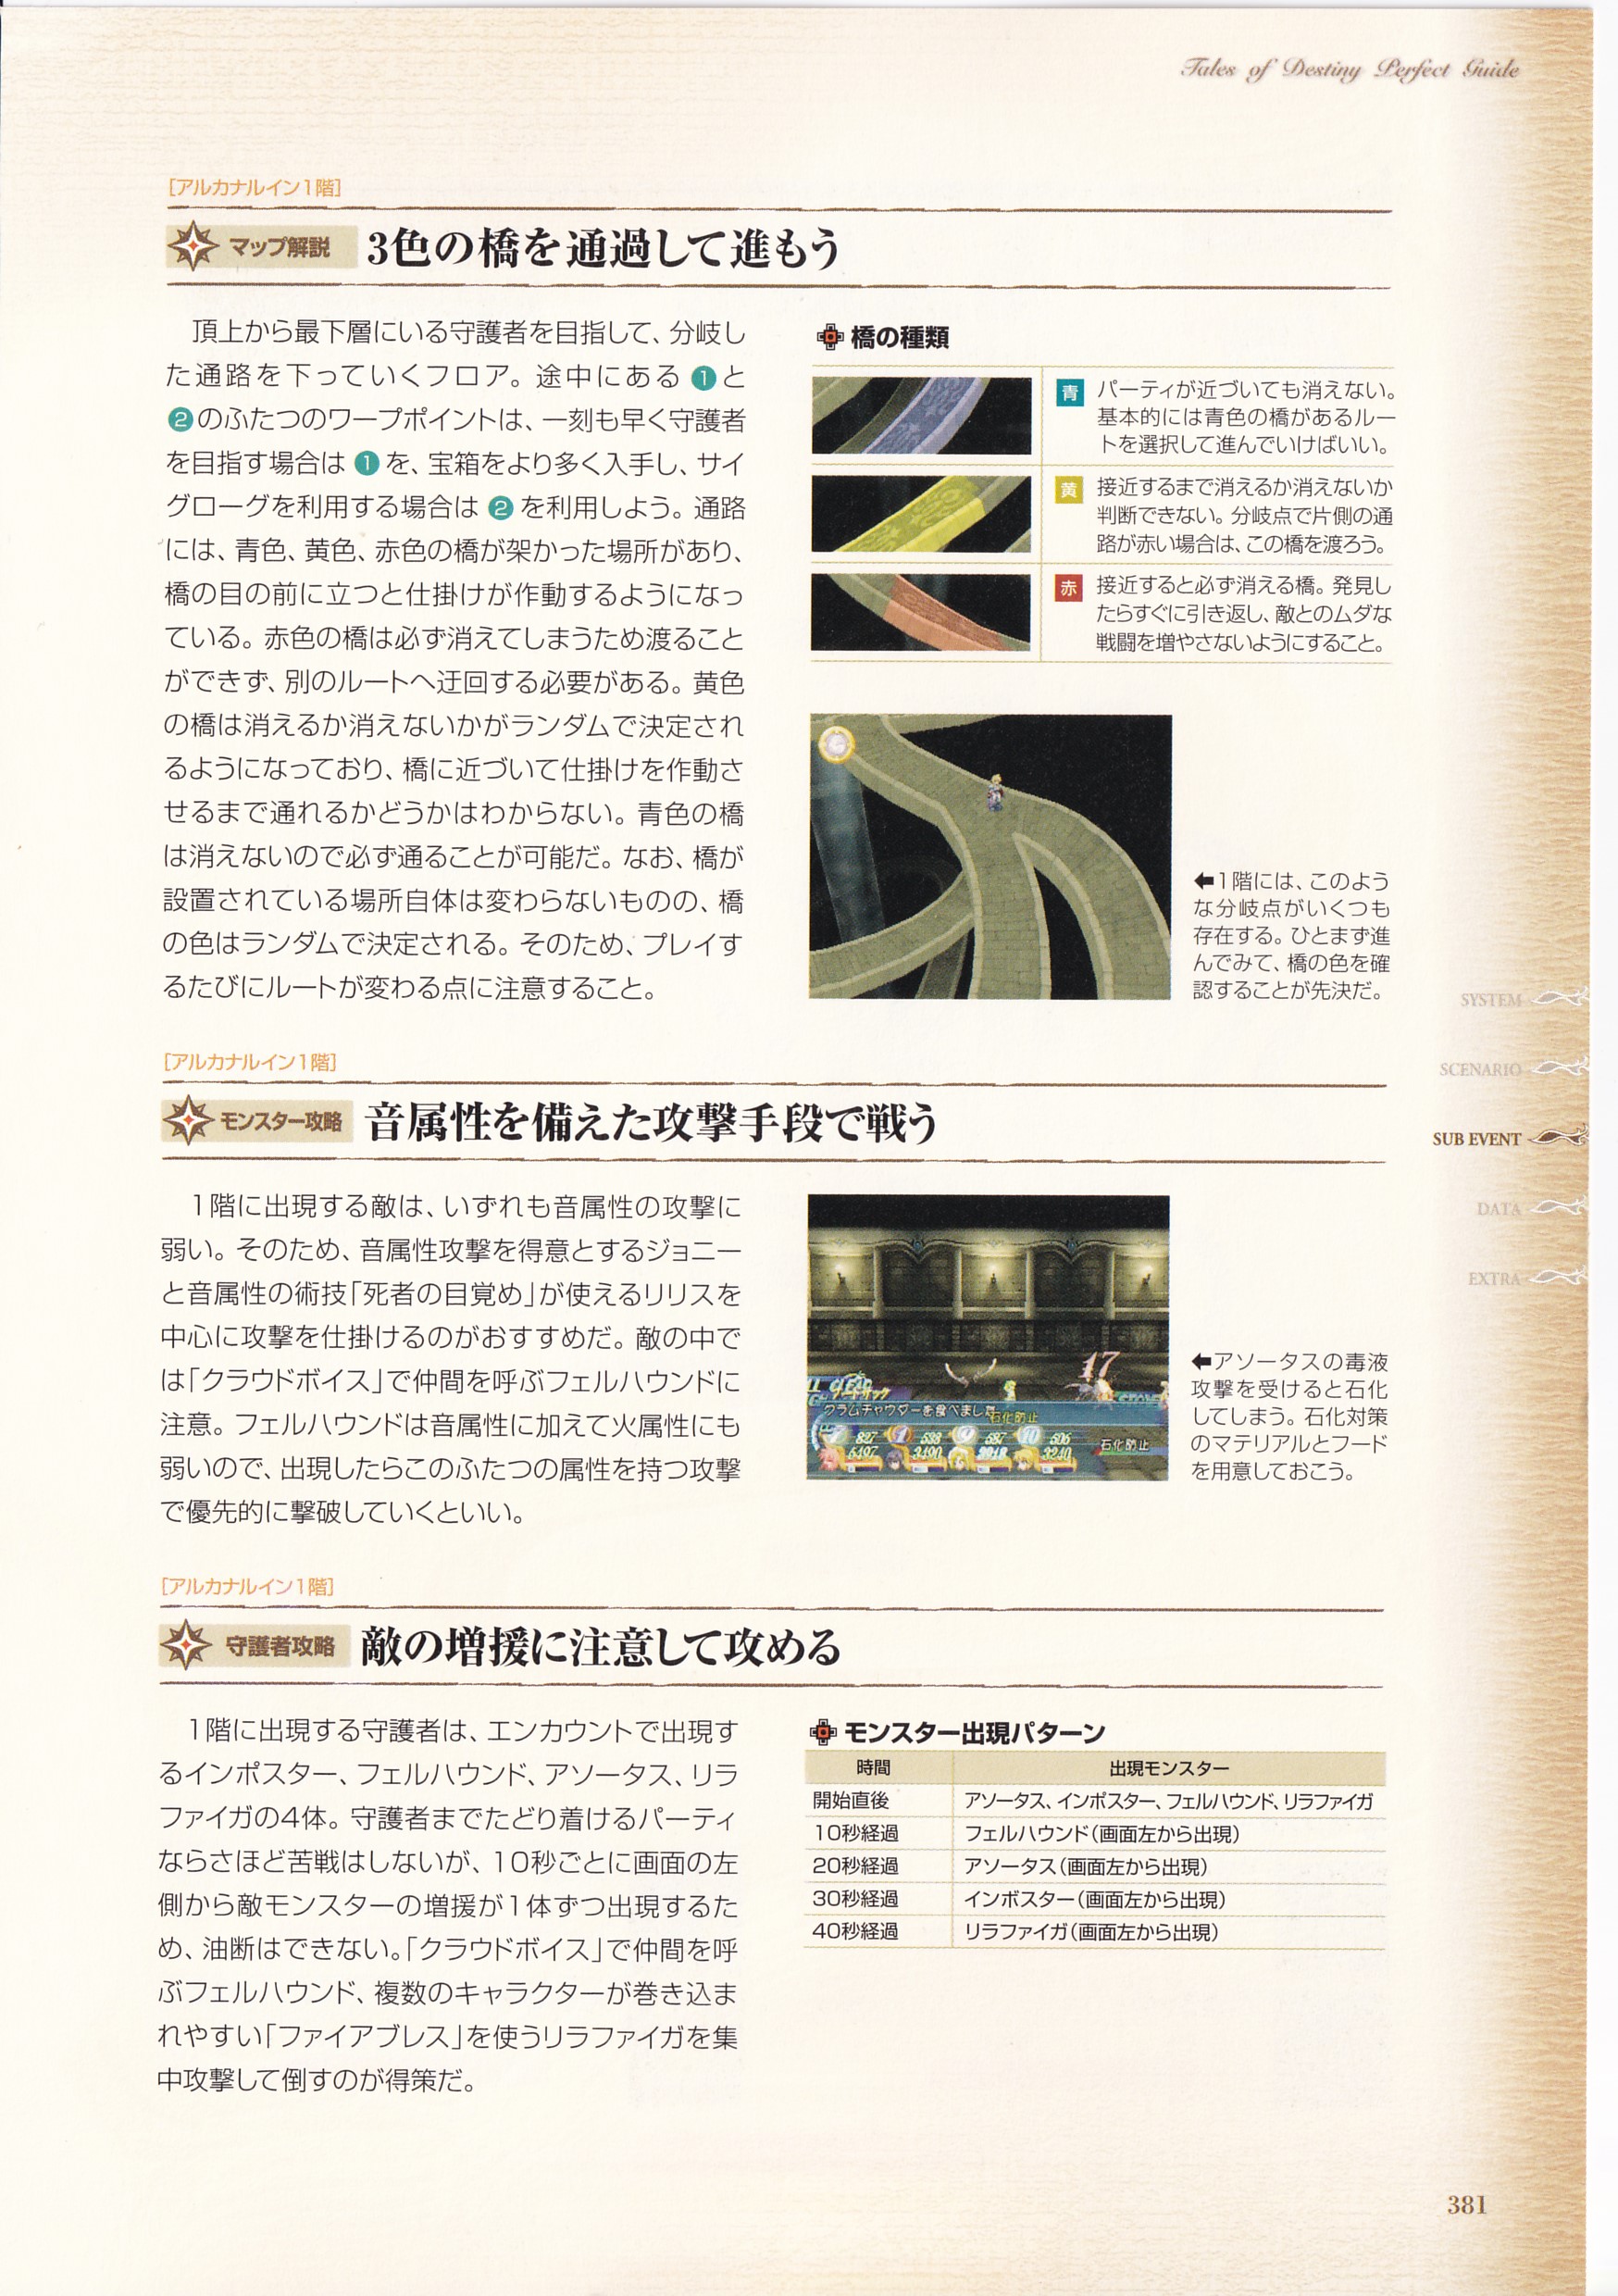 Tales of Destiny Perfect Guide
［アルカナルイン1階］
マップ解説
3色の橋を通過して進もう
頂上から最下層にいる守護者を目指して、分岐し
た通路を下っていくフロア。途中にある❶と
❷のふたつのワープポイントは、一刻も早く守護者
を目指す場合は❶を、宝箱をより多く入手し、サイ
グローグを利用する場合は❷を利用しよう。通路
には、青色、黄色、赤色の橋が架かった場所があり、
橋の目の前に立つと仕掛けが作動するようになっ
ている。赤色の橋は必ず消えてしまうため渡ること
ができず、別のルートへ迂回する必要がある。黄色
の橋は消えるか消えないかがランダムで決定され
るようになっており、橋に近づいて仕掛けを作動さ
せるまで通れるかどうかはわからない。青色の橋
は消えないので必ず通ることが可能だ。なお、橋が
設置されている場所自体は変わらないものの、橋
の色はランダムで決定される。そのため、プレイす
るたびにルートが変わる点に注意すること。
橋の種類
青
パーティが近づいても消えない。
基本的には青色の橋があるルー
トを選択して進んでいけばいい。
黄
接近するまで消えるか消えないか
判断できない。分岐点で片側の通
路が赤い場合は、この橋を渡ろう。
赤
接近すると必ず消える橋。発見し
たらすぐに引き返し、敵とのムダな
戦闘を増やさないようにすること。
←1階には、このよう
な分岐点がいくつも
存在する。ひとまず進
んでみて、橋の色を確
認することが先決だ。
SYSTEM
SCENARIO
SUB EVENT
DATA
EXTRA
［アルカナルイン1階］
モンスター攻略
音属性を備えた攻撃手段で戦う
1階に出現する敵は、いずれも音属性の攻撃に
弱い。そのため、音属性攻撃を得意とするジョニー
と音属性の術技「死者の目覚め」が使えるリリスを
中心に攻撃を仕掛けるのがおすすめだ。敵の中で
は「クラウドボイス」で仲間を呼ぶフェルハウンドに
注意。フェルハウンドは音属性に加えて火属性にも
弱いので、出現したらこのふたつの属性を持つ攻撃
で優先的に撃破していくといい。
17
クラムチャウダーを食べました
石化防止
827 538 587 506
6497 3490 3240
石化防止
←アソータスの毒液
攻撃を受けると石化
してしまう。石化対策
のマテリアルとフード
を用意しておこう。
［アルカナルイン1階］
守護者攻略
敵の増援に注意して攻める
1階に出現する守護者は、エンカウントで出現す
るインポスター、フェルハウンド、アソータス、リラ
ファイガの4体。守護者までたどり着けるパーティ
ならさほど苦戦はしないが、10秒ごとに画面の左
側から敵モンスターの増援が1体ずつ出現するた
め、油断はできない。「クラウドボイス」で仲間を呼
ぶフェルハウンド、複数のキャラクターが巻き込ま
れやすい「ファイアブレス」を使うリラファイガを集
中攻撃して倒すのが得策だ。
モンスター出現パターン
時間 出現モンスター
開始直後 アソータス、インポスター、フェルハウンド、リラファイガ
10秒経過 フェルハウンド（画面左から出現）
20秒経過 アソータス（画面左から出現）
30秒経過 インポスター（画面左から出現）
40秒経過 リラファイガ（画面左から出現）
381